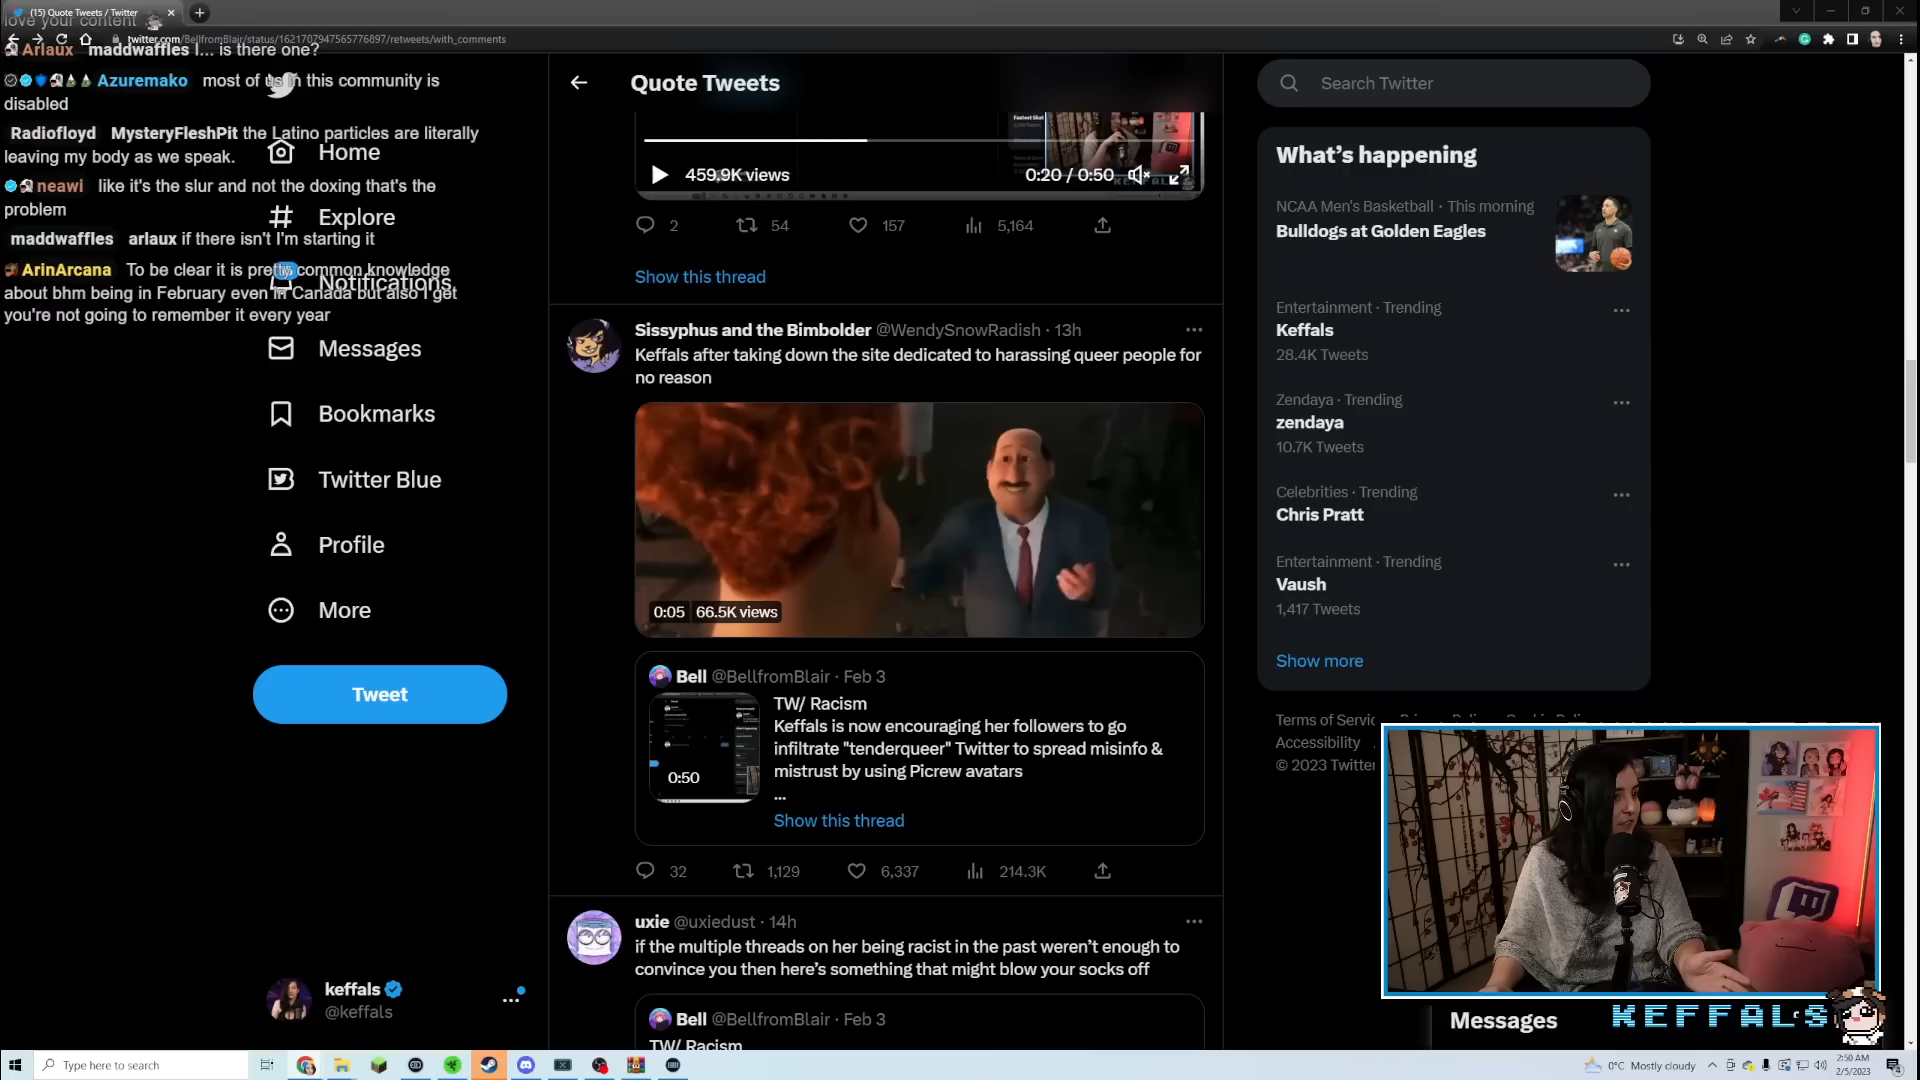 (15) Quote Tweets / Twitter
love your content
twitter.com/BellfromBlair/status/1621707947565776897/retweets/with_comments
Arlaux maddwaffles I... is there one?
Azuremako most of us in this community is
disabled
Radiofloyd MysteryFleshPit the Latino particles are literally
leaving my body as we speak.
neawi like it's the slur and not the doxing that's the
problem
maddwaffles arlaux if there isn't I'm starting it
ArinArcana To be clear it is pretty common knowledge
about bhm being in February even in Canada but also I get
you're not going to remember it every year
Home
Explore
Notifications
Messages
Bookmarks
Twitter Blue
Profile
More
Tweet
keffals
@keffals
Quote Tweets
459.9K views
0:20 / 0:50
2
54
157
5,164
Show this thread
Sissyphus and the Bimbolder @WendySnowRadish · 13h
Keffals after taking down the site dedicated to harassing queer people for
no reason
0:05 66.5K views
Bell @BellfromBlair · Feb 3
TW/ Racism
Keffals is now encouraging her followers to go
infiltrate "tenderqueer" Twitter to spread misinfo &
mistrust by using Picrew avatars
...
0:50
Show this thread
32
1,129
6,337
214.3K
uxie @uxiedust · 14h
if the multiple threads on her being racist in the past weren't enough to
convince you then here's something that might blow your socks off
Bell @BellfromBlair · Feb 3
TW/ Racism
Search Twitter
What's happening
NCAA Men's Basketball · This morning
Bulldogs at Golden Eagles
Entertainment · Trending
Keffals
28.4K Tweets
Zendaya · Trending
zendaya
10.7K Tweets
Celebrities · Trending
Chris Pratt
Entertainment · Trending
Vaush
1,417 Tweets
Show more
Terms of Servic
Accessibility
© 2023 Twitter
Messages
KEFFALS
Type here to search
0°C Mostly cloudy
2:50 AM
2/5/2023